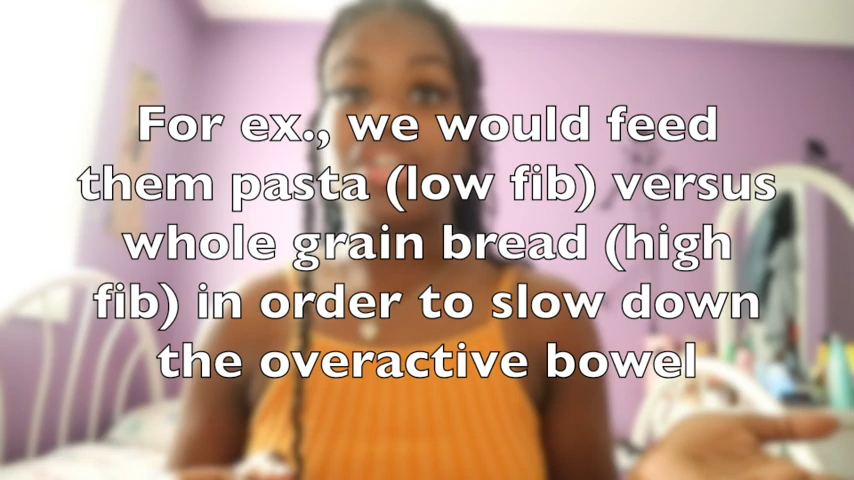 For ex., we would feed
them pasta (low fib) versus
whole grain bread (high
fib) in order to slow down
the overactive bowel